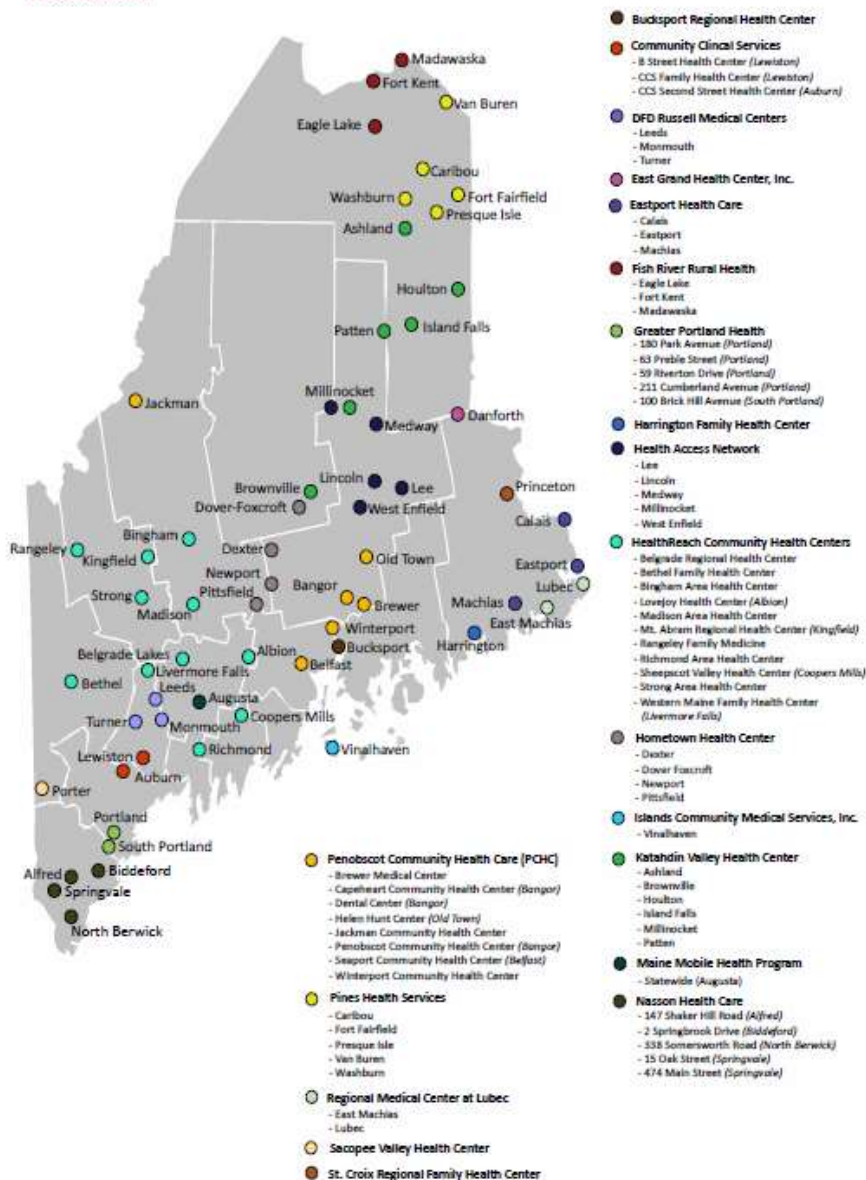 Madawaska
Fort Kent
Van Buren
Eagle Lake
Caribou
Washburn
Fort Fairfield
Presque Isle
Ashland
Houlton
Patten
Island Falls
Jackman
Millinocket
Medway
Danforth
Lincoln
Lee
Brownville
Dover-Foxcroft
West Enfield
Princeton
Calais
Bingham
Rangeley
Kingfield
Dexter
Old Town
Newport
Eastport
Lubec
Strong
Madison
Pittsfield
Bangor
Brewer
Machias
East Machias
Winterport
Bucksport
Harrington
Belgrade Lakes
Albion
Livermore Falls
Belfast
Bethel
Leeds
Augusta
Turner
Monmouth
Coopers Mills
Lewiston
Richmond
Vinalhaven
Auburn
Porter
Portland
South Portland
Alfred
Biddeford
Springvale
North Berwick
Bucksport Regional Health Center
Community Clincal Services
- B Street Health Center (Lewiston)
- CCS Family Health Center (Lewiston)
- CCS Second Street Health Center (Auburn)
DFD Russell Medical Centers
- Leeds
- Monmouth
- Turner
East Grand Health Center, Inc.
Eastport Health Care
- Calais
- Eastport
- Machias
Fish River Rural Health
- Eagle Lake
- Fort Kent
- Madawaska
Greater Portland Health
- 180 Park Avenue (Portland)
- 63 Preble Street (Portland)
- 59 Riverton Drive (Portland)
- 211 Cumberland Avenue (Portland)
- 100 Brick Hill Avenue (South Portland)
Harrington Family Health Center
Health Access Network
- Lee
- Lincoln
- Medway
- Millinocket
- West Enfield
HealthReach Community Health Centers
- Belgrade Regional Health Center
- Bethel Family Health Center
- Bingham Area Health Center
- Lovejoy Health Center (Albion)
- Madison Area Health Center
- Mt. Abram Regional Health Center (Kingfield)
- Rangeley Family Medicine
- Richmond Area Health Center
- Sheepscot Valley Health Center (Coopers Mills)
- Strong Area Health Center
- Western Maine Family Health Center
(Livermore Falls)
Hometown Health Center
- Dexter
- Dover Foxcroft
- Newport
- Pittsfield
Islands Community Medical Services, Inc.
- Vinalhaven
Katahdin Valley Health Center
- Ashland
- Brownville
- Houlton
- Island Falls
- Millinocket
- Patten
Maine Mobile Health Program
- Statewide (Augusta)
Nasson Health Care
- 147 Shaker Hill Road (Alfred)
- 2 Springbrook Drive (Biddeford)
- 338 Somersworth Road (North Berwick)
- 15 Oak Street (Springvale)
- 474 Main Street (Springvale)
Penobscot Community Health Care (PCHC)
- Brewer Medical Center
- Capeheart Community Health Center (Bangor)
- Dental Center (Bangor)
- Helen Hunt Center (Old Town)
- Jackman Community Health Center
- Penobscot Community Health Center (Bangor)
- Seaport Community Health Center (Belfast)
- Winterport Community Health Center
Pines Health Services
- Caribou
- Fort Fairfield
- Presque Isle
- Van Buren
- Washburn
Regional Medical Center at Lubec
- East Machias
- Lubec
Sacopee Valley Health Center
St. Croix Regional Family Health Center